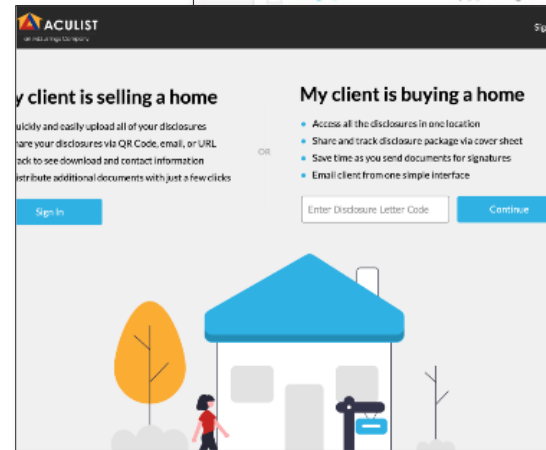 ACULIST
Sig
y client is selling a home
uickly and easily upload all of your disclosures
hare your disclosures via QR Code, email, or URL
rack to see download and contact information
istribute additional documents with just a few clicks
Sign In
OR
My client is buying a home
Access all the disclosures in one location
Share and track disclosure package via cover sheet
Save time as you send documents for signatures
Email client from one simple interface
Enter Disclosure Letter Code
Continue